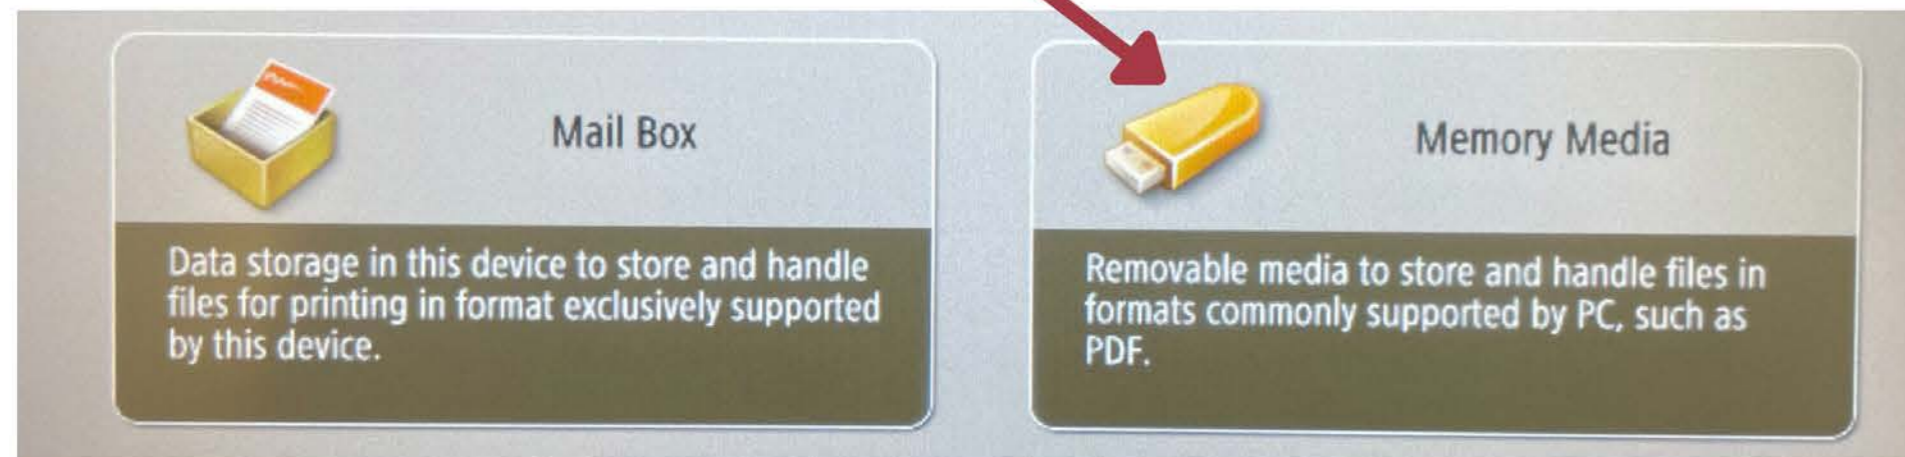 Mail Box
Data storage in this device to store and handle
files for printing in format exclusively supported
by this device.
Memory Media
Removable media to store and handle files in
formats commonly supported by PC, such as
PDF.